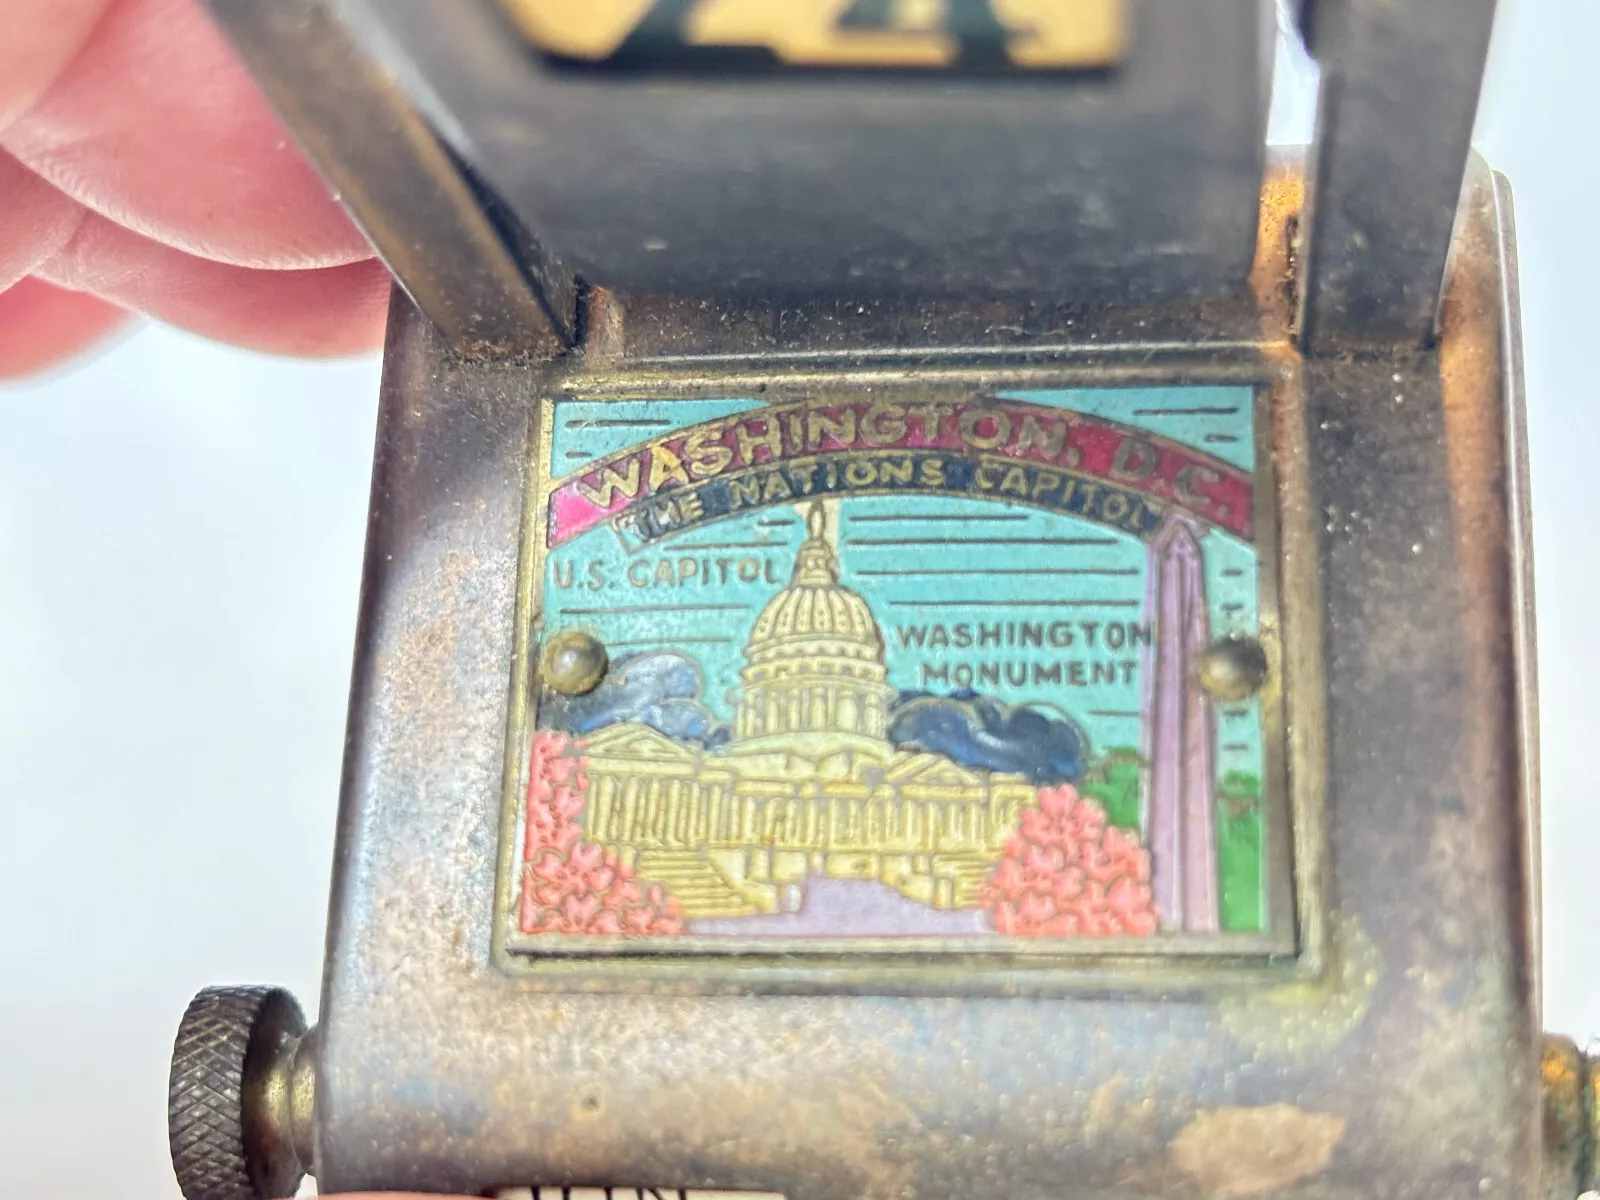 WASHINGTON, D.C.
THE NATIONS CAPITOL
U.S. CAPITOL
WASHINGTON
MONUMENT